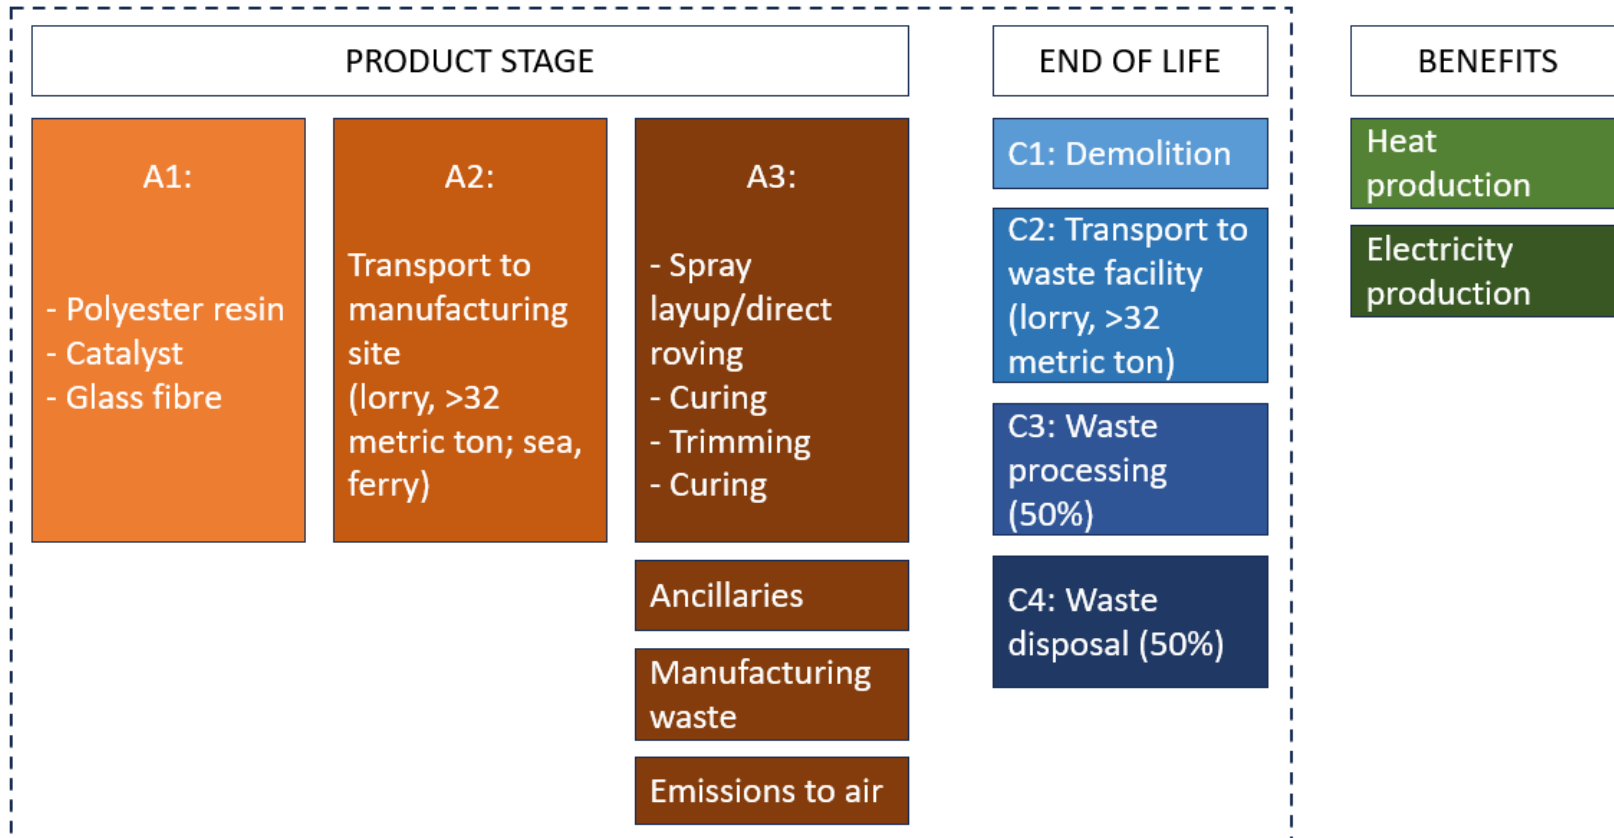 PRODUCT STAGE
END OF LIFE
BENEFITS
A1:
- Polyester resin
- Catalyst
- Glass fibre
A2:
Transport to
manufacturing
site
(lorry, >32
metric ton; sea,
ferry)
A3:
- Spray
layup/direct
roving
- Curing
- Trimming
- Curing
Ancillaries
Manufacturing
waste
Emissions to air
C1: Demolition
C2: Transport to
waste facility
(lorry, >32
metric ton)
C3: Waste
processing
(50%)
C4: Waste
disposal (50%)
Heat
production
Electricity
production